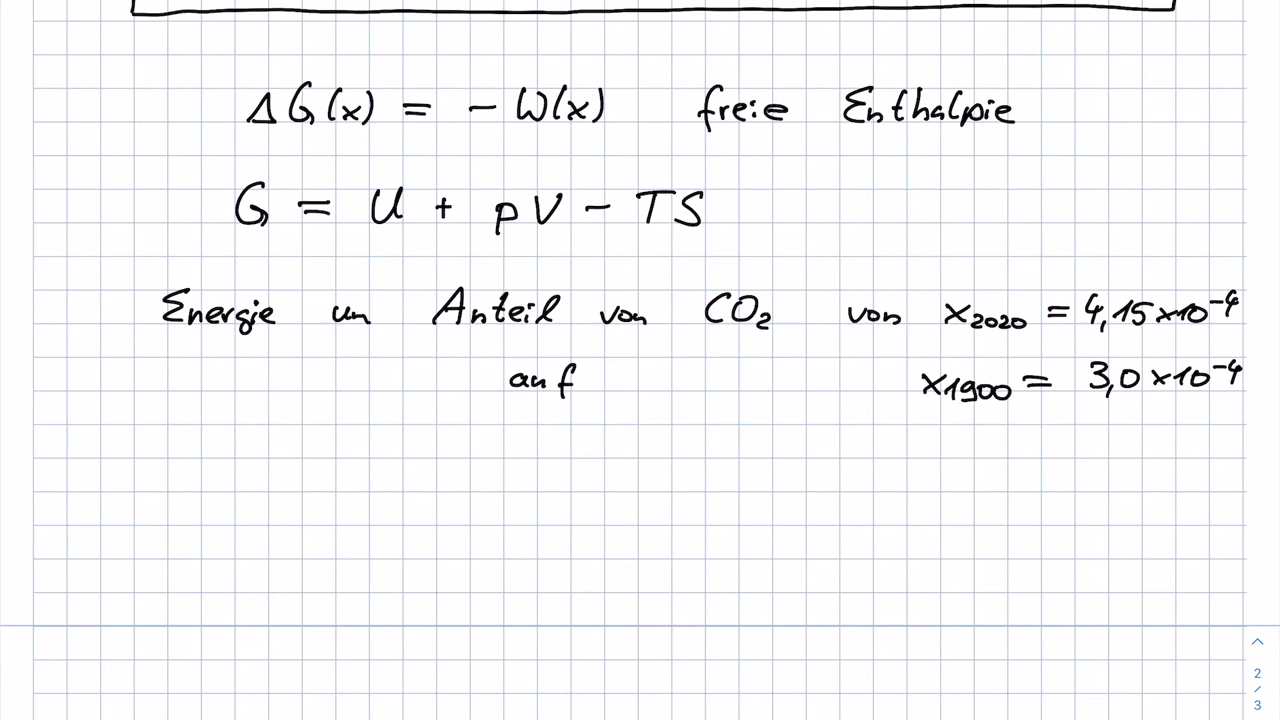 ΔG(x) = - W(x) freie Enthalpie
G = U + pV - TS
Energie um Anteil von CO₂ von x₂₀₂₀ = 4,15×10⁻⁴
auf x₁₉₀₀ = 3,0×10⁻⁴
2
/
3